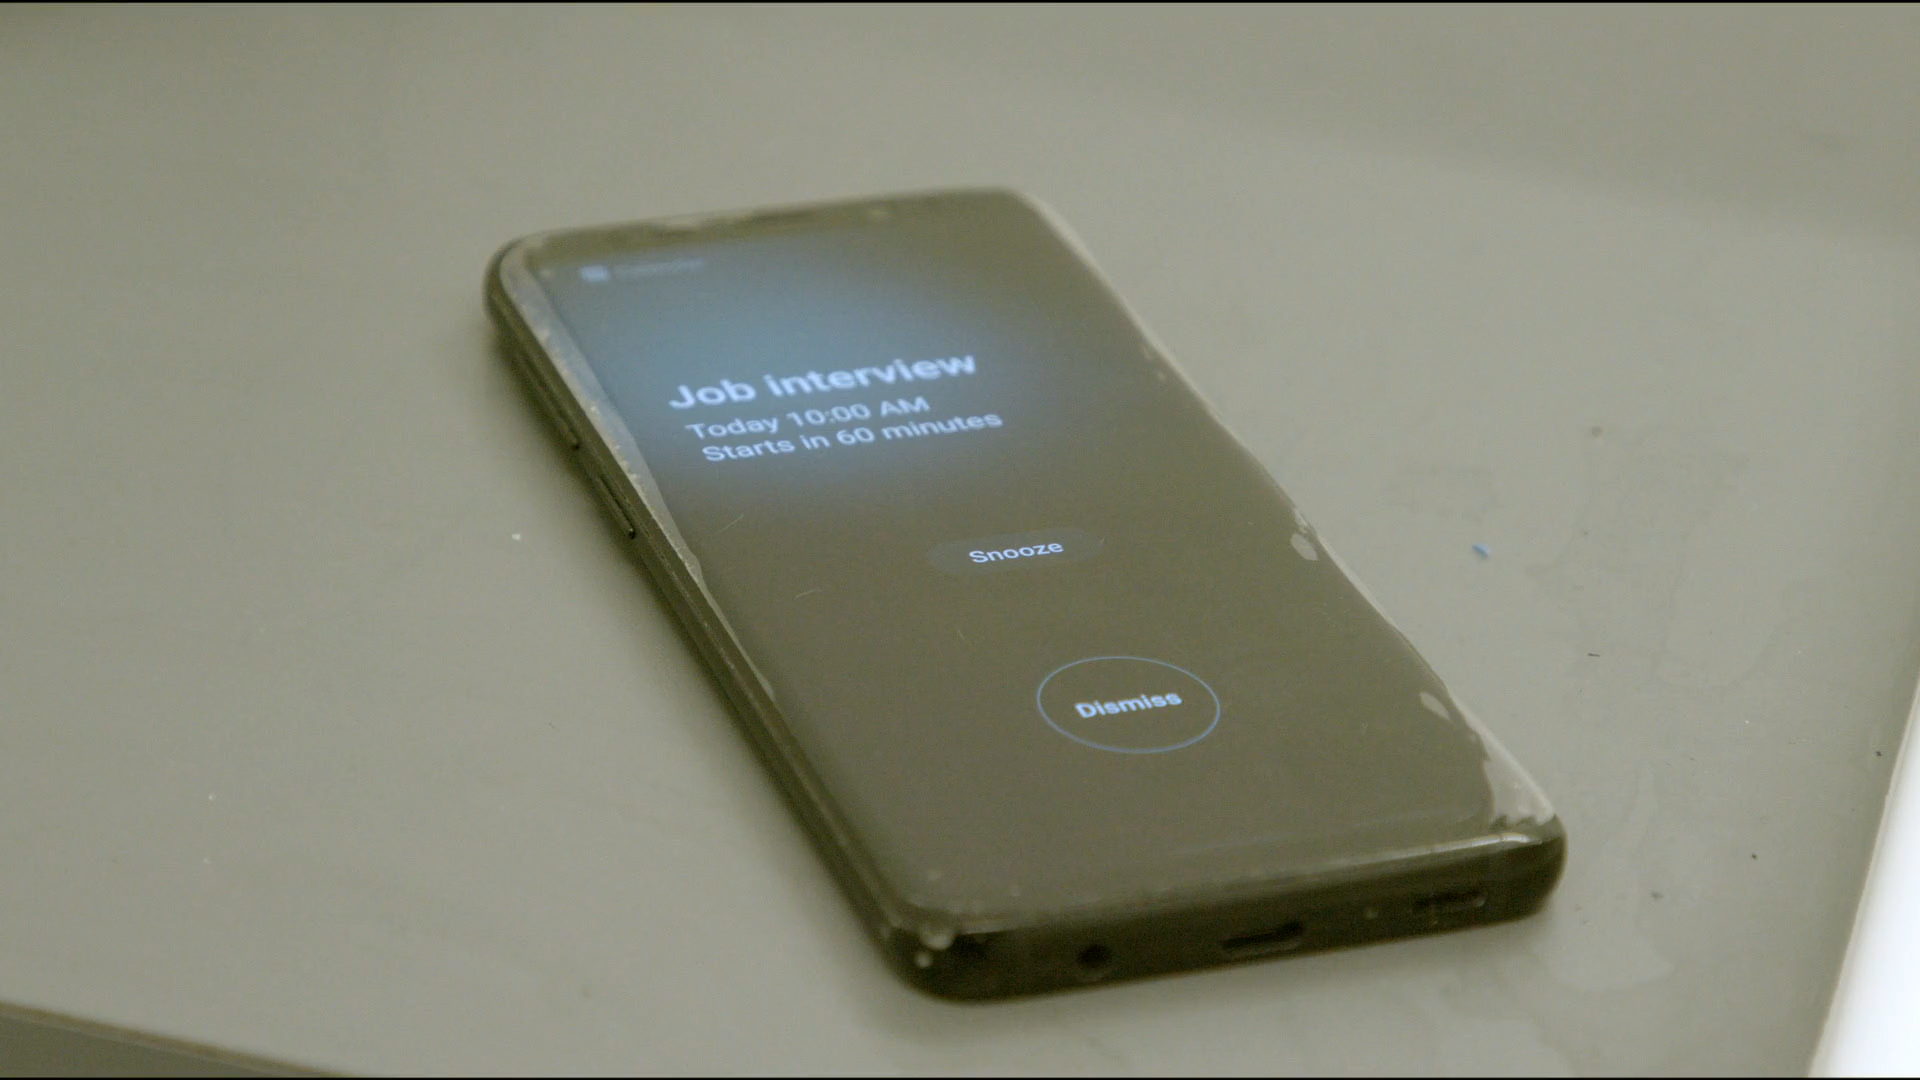 Job interview
Today 10:00 AM
Starts in 60 minutes
Snooze
Dismiss